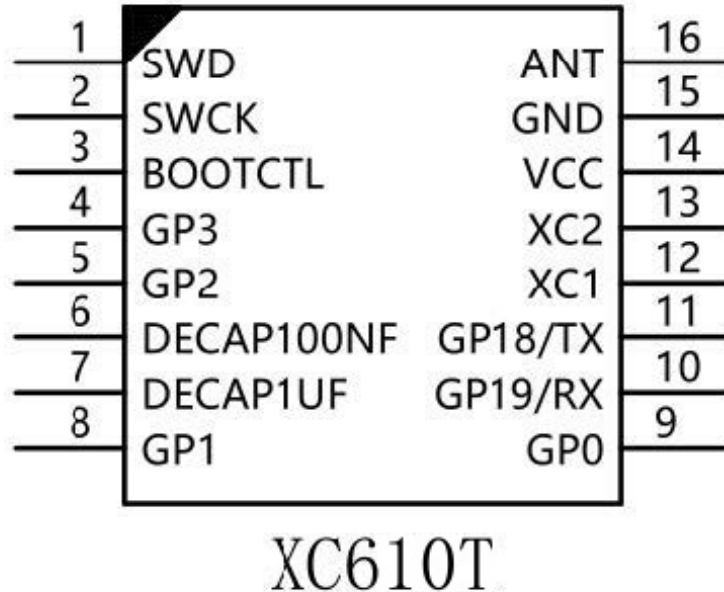 1 SWD ANT 16
2 SWCK GND 15
3 BOOTCTL VCC 14
4 GP3 XC2 13
5 GP2 XC1 12
6 DECAP100NF GP18/TX 11
7 DECAP1UF GP19/RX 10
8 GP1 GP0 9
XC610T